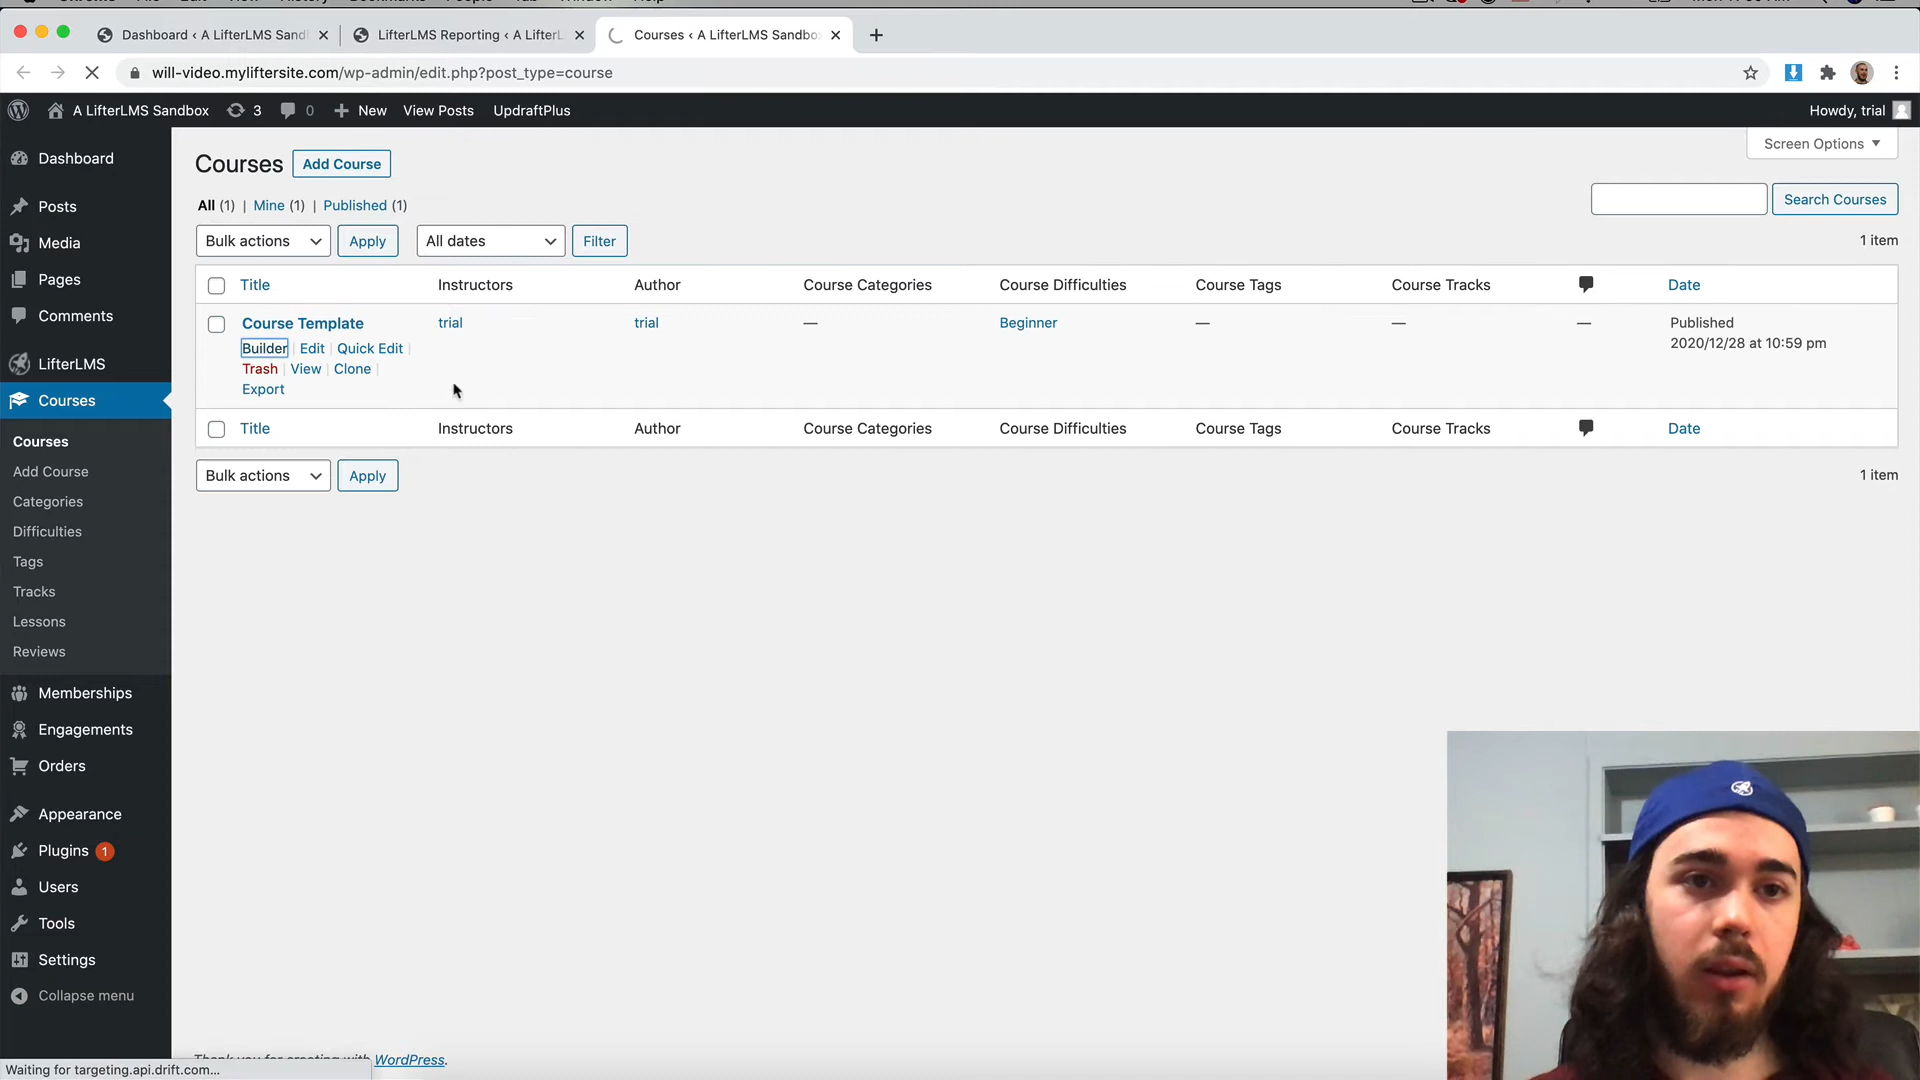 Dashboard ‹ A LifterLMS Sand
LifterLMS Reporting ‹ A Lifter
Courses ‹ A LifterLMS Sandbo
will-video.myliftersite.com/wp-admin/edit.php?post_type=course
A LifterLMS Sandbox 3 0 New View Posts UpdraftPlus Howdy, trial
Screen Options
Courses Add Course
All (1) | Mine (1) | Published (1)
Search Courses
Bulk actions Apply All dates Filter 1 item
Title Instructors Author Course Categories Course Difficulties Course Tags Course Tracks Date
Course Template trial trial — Beginner — — — Published
2020/12/28 at 10:59 pm
Builder | Edit | Quick Edit |
Trash | View | Clone |
Export
Title Instructors Author Course Categories Course Difficulties Course Tags Course Tracks Date
Bulk actions Apply 1 item
Dashboard
Posts
Media
Pages
Comments
LifterLMS
Courses
Courses
Add Course
Categories
Difficulties
Tags
Tracks
Lessons
Reviews
Memberships
Engagements
Orders
Appearance
Plugins 1
Users
Tools
Settings
Collapse menu
Thank you for creating with WordPress.
Waiting for targeting.api.drift.com...